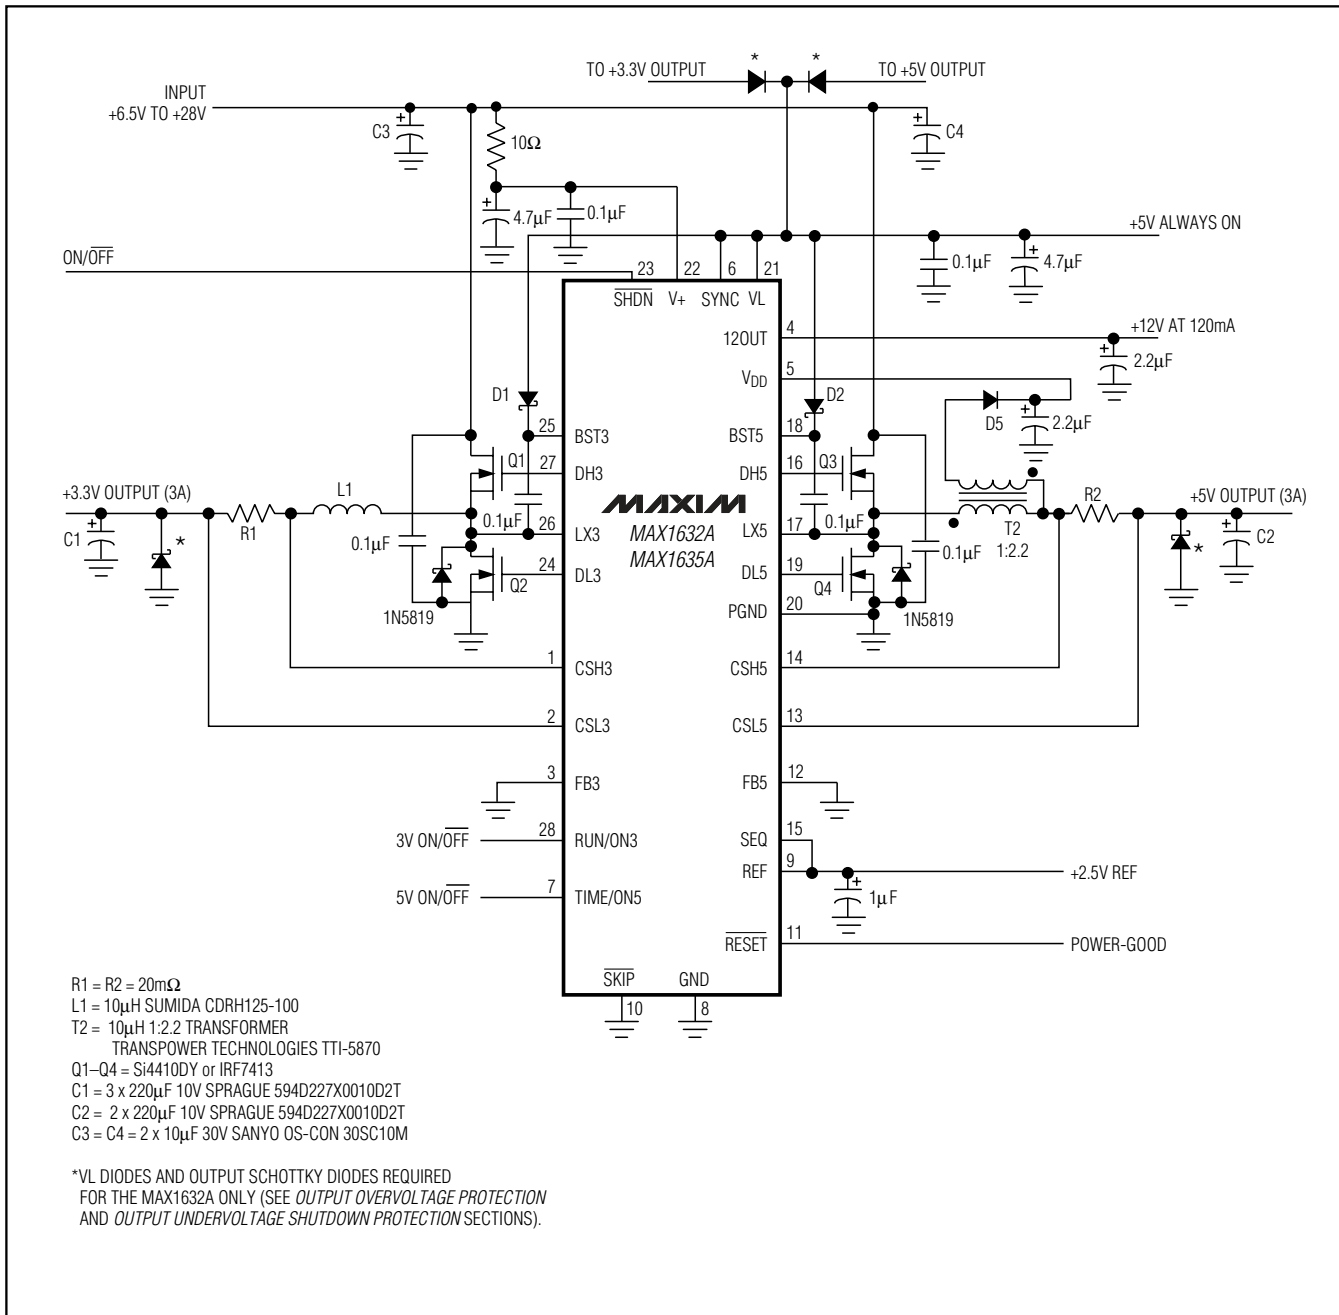 * *
TO +3.3V OUTPUT
TO +5V OUTPUT
INPUT
+6.5V TO +28V
C3
+
10Ω
+
C4
+
4.7µF
0.1µF
+5V ALWAYS ON
ON/O̅F̅F̅
0.1µF
+
4.7µF
23
22
6
21
S̅H̅D̅N̅
V+
SYNC
VL
12OUT
4
+12V AT 120mA
+
2.2µF
VDD
5
D1
D2
D5
+
2.2µF
25
BST3
BST5
18
Q1
27
DH3
DH5
16
Q3
+3.3V OUTPUT (3A)
L1
R1
C1
+
*
0.1µF
0.1µF
MAXIM
MAX1632A
MAX1635A
26
LX3
LX5
17
0.1µF
0.1µF
T2
1:2.2
R2
+5V OUTPUT (3A)
*
+
C2
24
DL3
DL5
19
Q2
Q4
1N5819
PGND
20
1N5819
1
CSH3
CSH5
14
2
CSL3
CSL5
13
3
FB3
FB5
12
3V ON/O̅F̅F̅
28
RUN/ON3
SEQ
15
REF
9
+2.5V REF
+
1µF
5V ON/O̅F̅F̅
7
TIME/ON5
R̅E̅S̅E̅T̅
11
POWER-GOOD
S̅K̅I̅P̅
GND
10
8
R1 = R2 = 20mΩ
L1 = 10µH SUMIDA CDRH125-100
T2 = 10µH 1:2.2 TRANSFORMER
TRANSPOWER TECHNOLOGIES TTI-5870
Q1–Q4 = Si4410DY or IRF7413
C1 = 3 x 220µF 10V SPRAGUE 594D227X0010D2T
C2 = 2 x 220µF 10V SPRAGUE 594D227X0010D2T
C3 = C4 = 2 x 10µF 30V SANYO OS-CON 30SC10M
*VL DIODES AND OUTPUT SCHOTTKY DIODES REQUIRED
FOR THE MAX1632A ONLY (SEE OUTPUT OVERVOLTAGE PROTECTION
AND OUTPUT UNDERVOLTAGE SHUTDOWN PROTECTION SECTIONS).